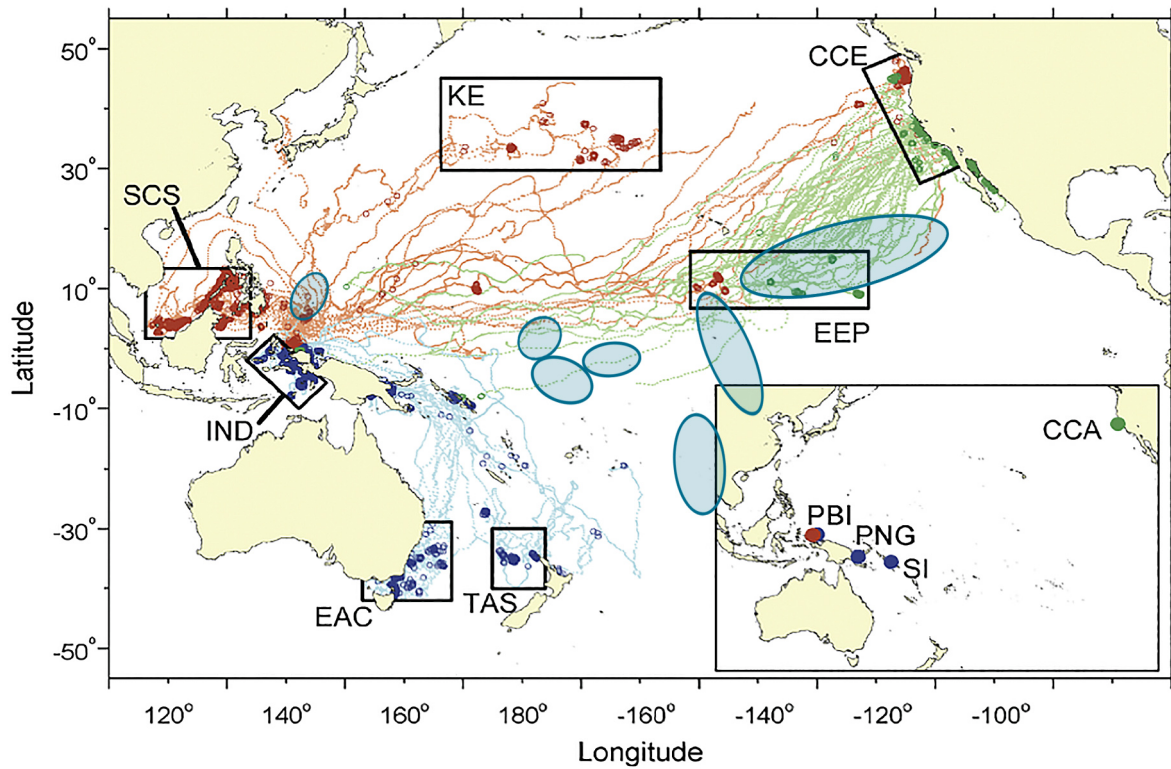 50°
30°
10°
-10°
-30°
-50°
Latitude
CCE
KE
SCS
EEP
IND
EAC
TAS
CCA
PBI
PNG
SI
120° 140° 160° 180° -160° -140° -120° -100°
Longitude